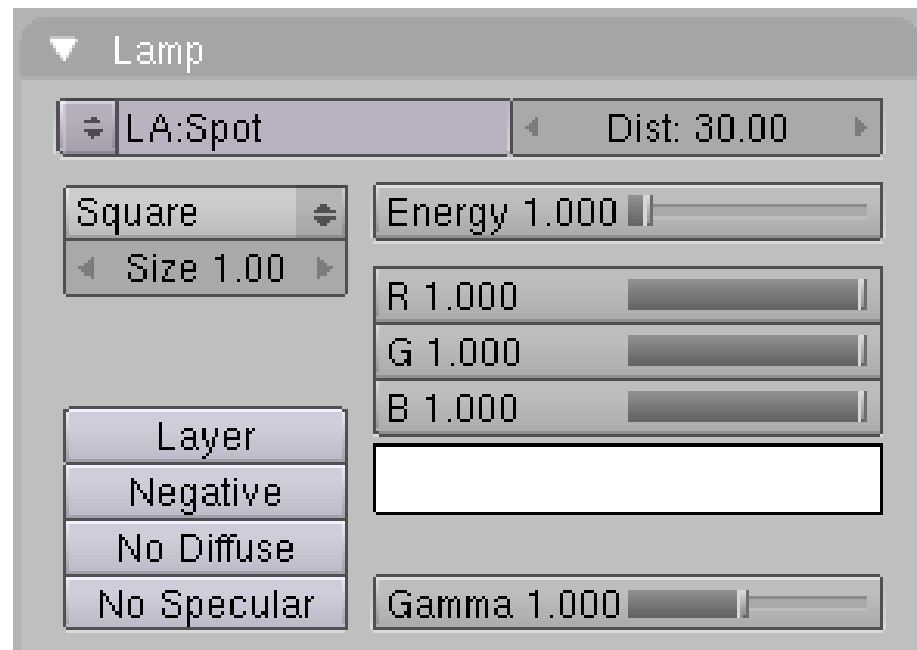 Lamp
LA:Spot
Dist: 30.00
Square
Energy 1.000
Size 1.00
R 1.000
G 1.000
B 1.000
Layer
Negative
No Diffuse
No Specular
Gamma 1.000